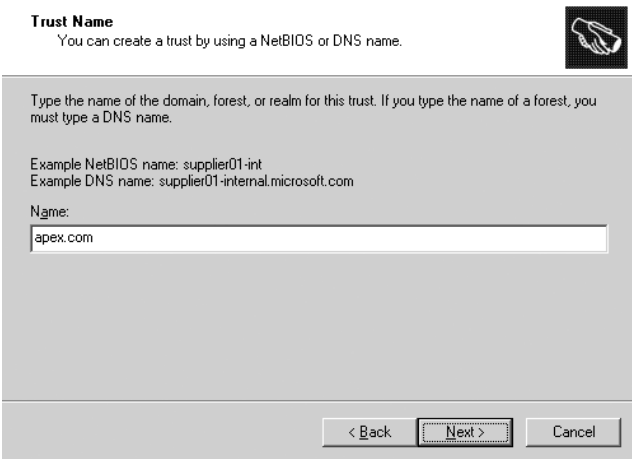 Trust Name
You can create a trust by using a NetBIOS or DNS name.
Type the name of the domain, forest, or realm for this trust. If you type the name of a forest, you
must type a DNS name.
Example NetBIOS name: supplier01-int
Example DNS name: supplier01-internal.microsoft.com
Name:
apex.com
< Back
Next >
Cancel